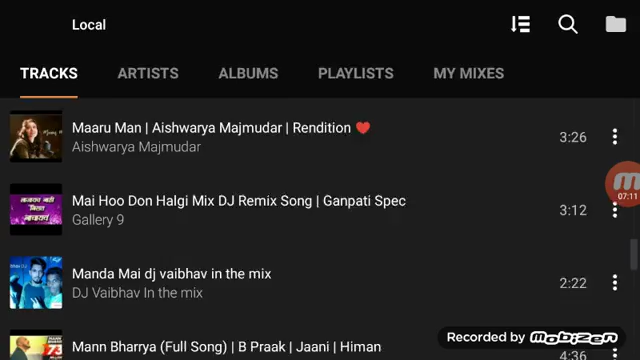 Local
TRACKS ARTISTS ALBUMS PLAYLISTS MY MIXES
Maaru Man | Aishwarya Majmudar | Rendition ❤️
Aishwarya Majmudar
3:26
Mai Hoo Don Halgi Mix DJ Remix Song | Ganpati Spec
Gallery 9
3:12
07:11
Manda Mai dj vaibhav in the mix
DJ Vaibhav In the mix
2:22
Mann Bharrya (Full Song) | B Praak | Jaani | Himan
4:36
Recorded by Mobizen